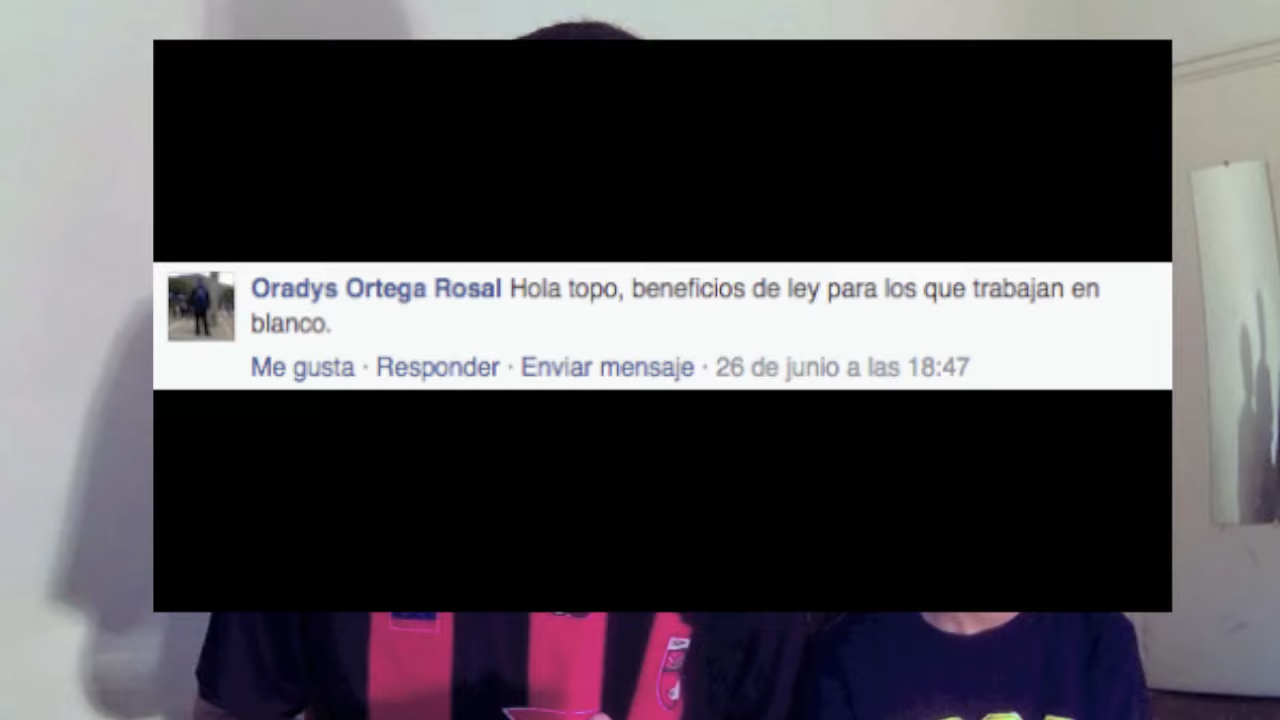 Oradys Ortega Rosal Hola topo, beneficios de ley para los que trabajan en
blanco.
Me gusta · Responder · Enviar mensaje · 26 de junio a las 18:47